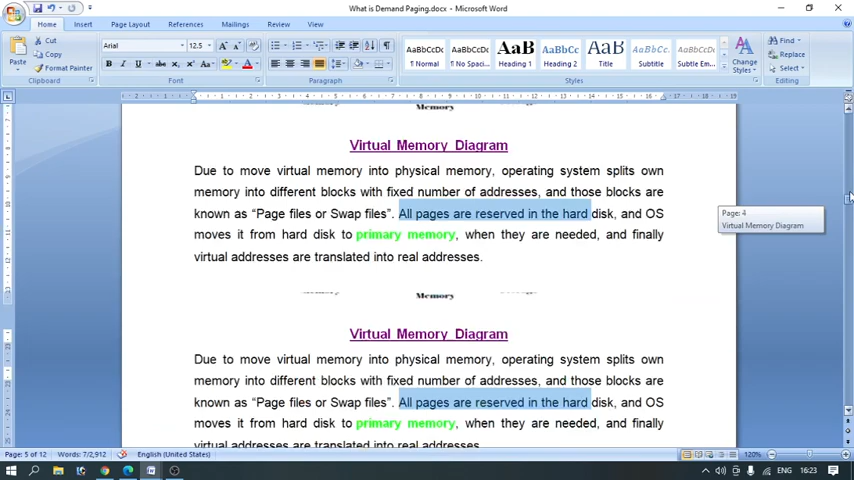 What is Demand Paging.docx - Microsoft Word
Home Insert Page Layout References Mailings Review View
Paste
Cut
Copy
Format Painter
Clipboard
Arial 12.5
Font
Paragraph
AaBbCcDc AaBbCcDc AaBbC AaBbCc AaBbC AaBbCc AaBbCcDc
¶ Normal ¶ No Spaci... Heading 1 Heading 2 Title Subtitle Subtle Em...
Change Styles
Styles
Find
Replace
Select
Editing
Memory
Virtual Memory Diagram
Due to move virtual memory into physical memory, operating system splits own
memory into different blocks with fixed number of addresses, and those blocks are
known as “Page files or Swap files”. All pages are reserved in the hard disk, and OS
moves it from hard disk to primary memory, when they are needed, and finally
virtual addresses are translated into real addresses.
Page: 4
Virtual Memory Diagram
Memory
Virtual Memory Diagram
Due to move virtual memory into physical memory, operating system splits own
memory into different blocks with fixed number of addresses, and those blocks are
known as “Page files or Swap files”. All pages are reserved in the hard disk, and OS
moves it from hard disk to primary memory, when they are needed, and finally
virtual addresses are translated into real addresses.
Page: 5 of 12 Words: 7/2,912 English (United States) 120%
ENG 16:23